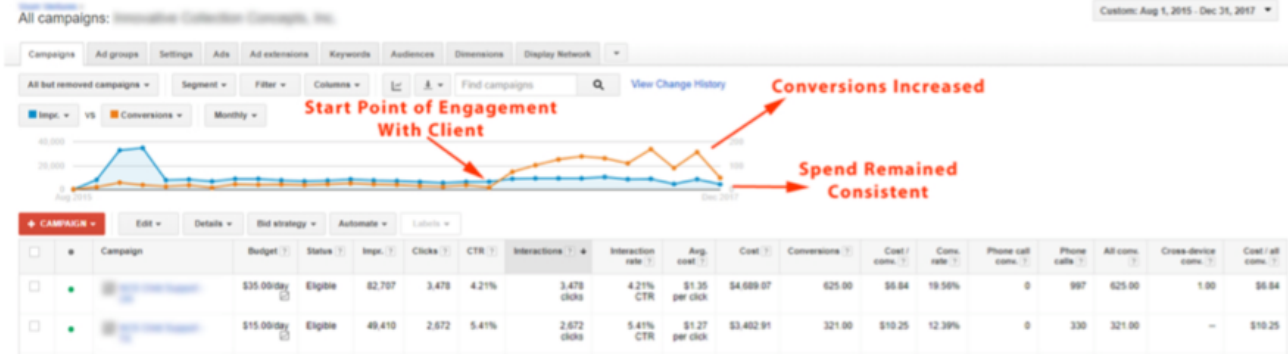 All campaigns: Innovative Collection Concepts, Inc.
Custom: Aug 1, 2015 - Dec 31, 2017
Campaigns Ad groups Settings Ads Ad extensions Keywords Audiences Dimensions Display Network
All but removed campaigns Segment Filter Columns Find campaigns View Change History
Conversions Increased
Impr. VS Conversions Monthly
Start Point of Engagement
With Client
40,000 200
20,000 100
Spend Remained
Consistent
0
Aug 2015 Dec 2017
+ CAMPAIGN Edit Details Bid strategy Automate Labels
Campaign Budget ? Status ? Impr. ? Clicks ? CTR ? Interactions ? Interaction rate ? Avg. cost ? Cost ? Conversions ? Cost / conv. ? Conv. rate ? Phone call conv. ? Phone calls ? All conv. ? Cross-device conv. ? Cost / all conv. ?
$35.00/day Eligible 82,707 3,478 4.21% 3,478 clicks 4.21% CTR $1.35 per click $4,689.07 625.00 $6.84 19.56% 0 997 625.00 1.00 $6.84
$15.00/day Eligible 49,410 2,672 5.41% 2,672 clicks 5.41% CTR $1.27 per click $3,402.91 321.00 $10.25 12.39% 0 330 321.00 -- $10.25